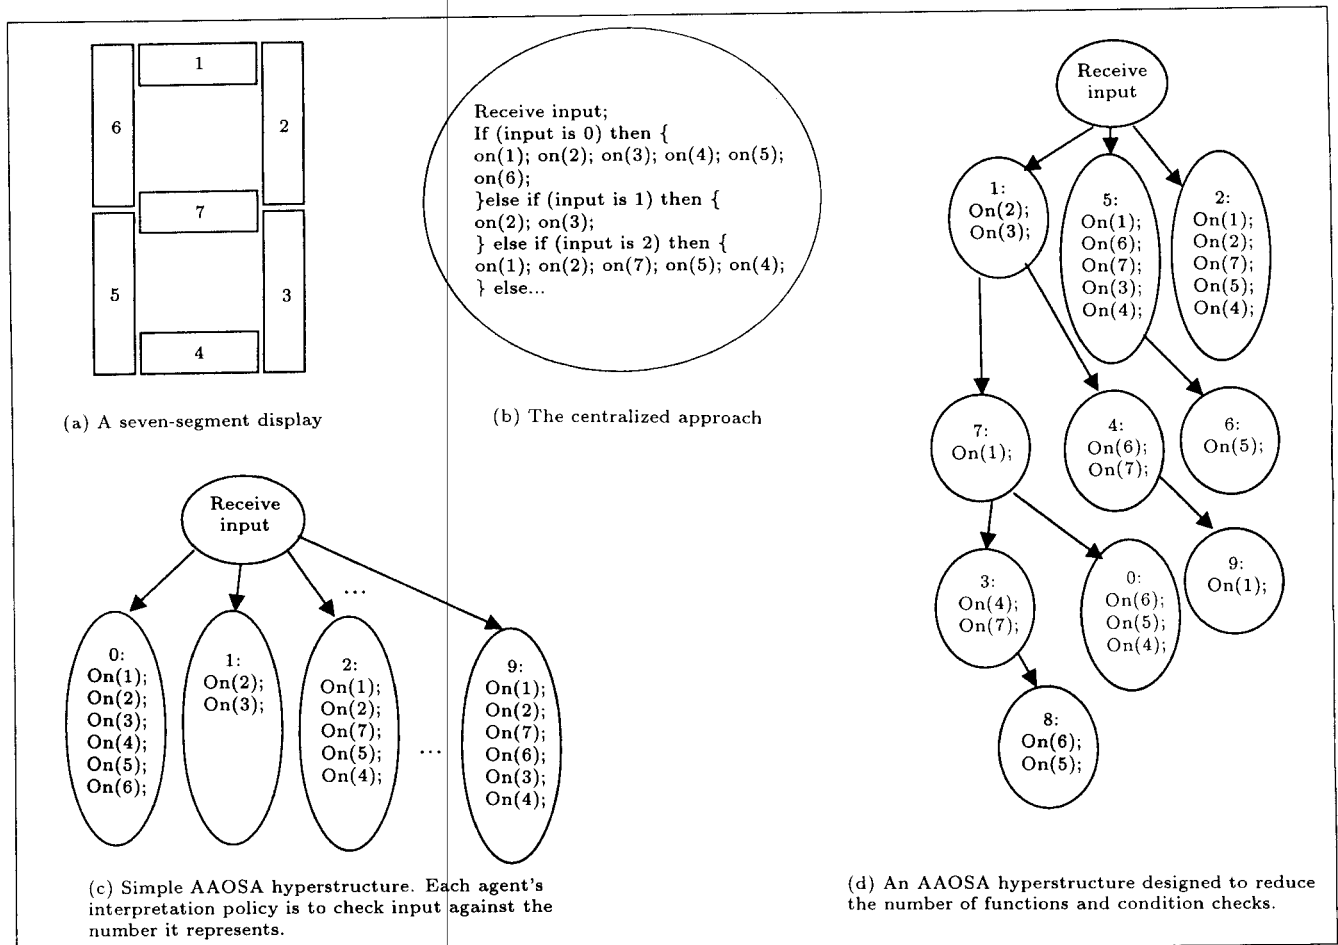 1
6
2
7
5
3
4
(a) A seven-segment display
Receive input;
If (input is 0) then {
on(1); on(2); on(3); on(4); on(5);
on(6);
}else if (input is 1) then {
on(2); on(3);
} else if (input is 2) then {
on(1); on(2); on(7); on(5); on(4);
} else...
(b) The centralized approach
Receive
input
0:
On(1);
On(2);
On(3);
On(4);
On(5);
On(6);
1:
On(2);
On(3);
...
2:
On(1);
On(2);
On(7);
On(5);
On(4);
...
9:
On(1);
On(2);
On(7);
On(6);
On(3);
On(4);
(c) Simple AAOSA hyperstructure. Each agent's
interpretation policy is to check input against the
number it represents.
Receive
input
1:
On(2);
On(3);
5:
On(1);
On(6);
On(7);
On(3);
On(4);
2:
On(1);
On(2);
On(7);
On(5);
On(4);
7:
On(1);
4:
On(6);
On(7);
6:
On(5);
3:
On(4);
On(7);
0:
On(6);
On(5);
On(4);
9:
On(1);
8:
On(6);
On(5);
(d) An AAOSA hyperstructure designed to reduce
the number of functions and condition checks.